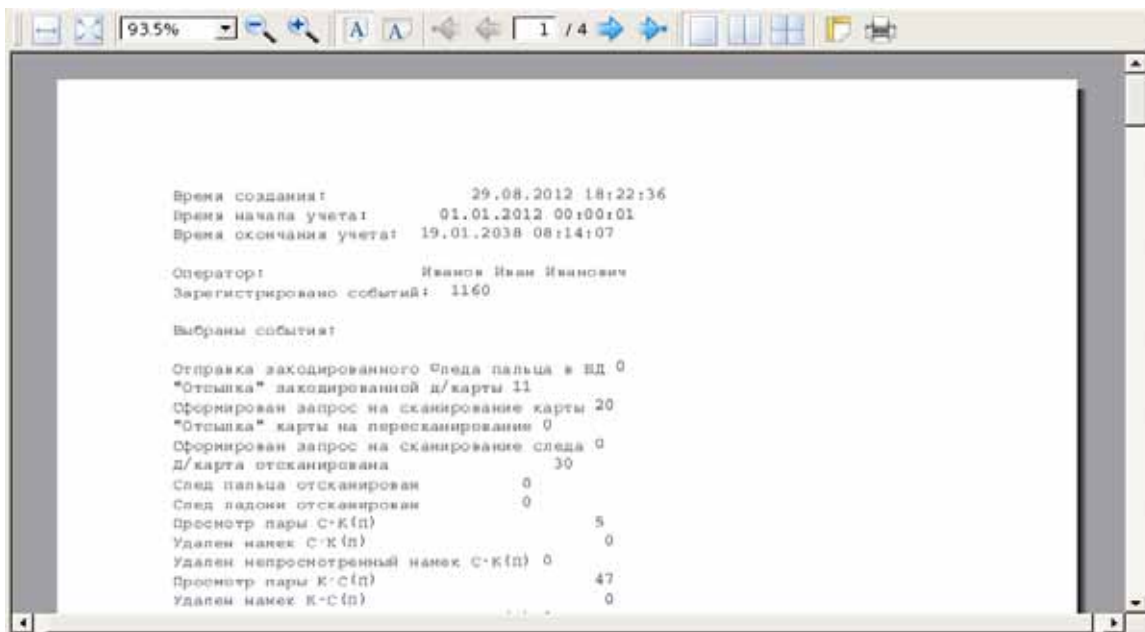 93.5% A A 1 /4
Время создания: 29.08.2012 18:22:36
Время начала учета: 01.01.2012 00:00:01
Время окончания учета: 19.01.2038 08:14:07
Оператор: Иванов Иван Иванович
Зарегистрировано событий: 1160
Выбраны события:
Отправка закодированного Следа пальца в БД 0
"Отсылка" закодированной д/карты 11
Сформирован запрос на сканирование карты 20
"Отсылка" карты на пересканирование 0
Сформирован запрос на сканирование следа 0
Д/карта отсканирована 30
След пальца отсканирован 0
След ладони отсканирован 0
Просмотр пары С-К(П) 5
Удален намек С-К(П) 0
Удален непросмотренный намек С-К(П) 0
Просмотр пары К-С(П) 47
Удален намек К-С(П) 0